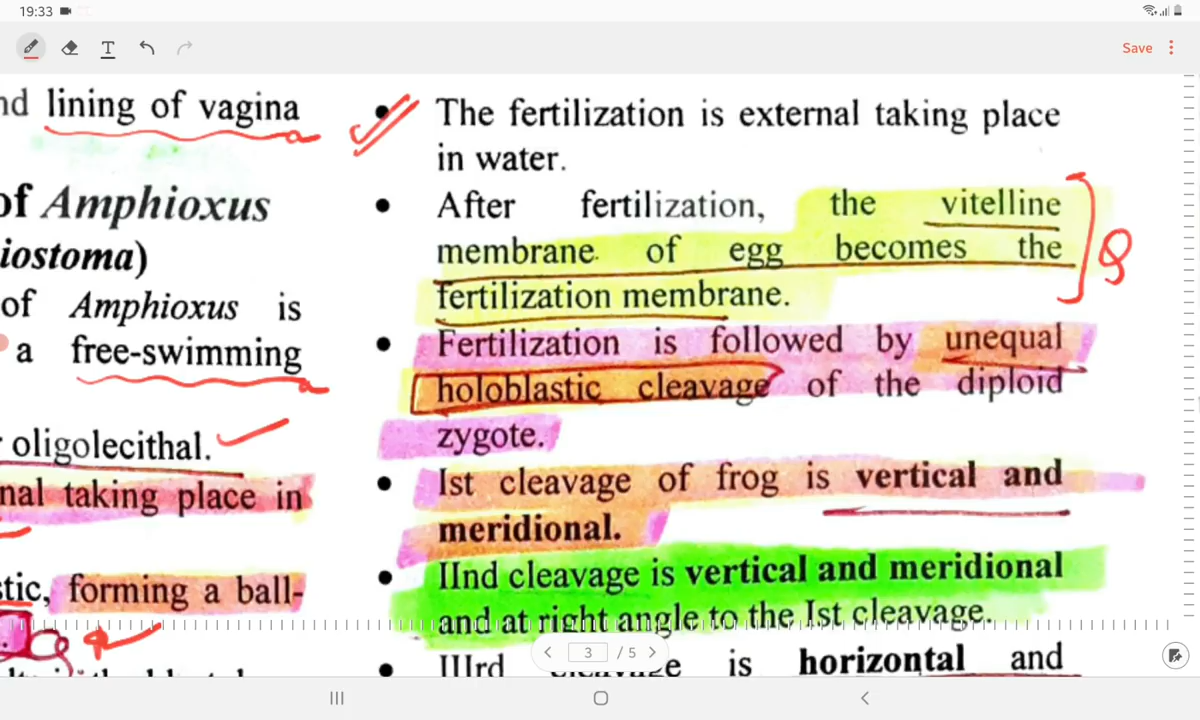 19:33
T
Save
nd lining of vagina
of Amphioxus
iostoma)
of Amphioxus is
a free-swimming
oligolecithal.
nal taking place in
stic, forming a ball-
• The fertilization is external taking place
in water.
• After fertilization, the vitelline
membrane of egg becomes the
fertilization membrane.
• Fertilization is followed by unequal
holoblastic cleavage of the diploid
zygote.
• Ist cleavage of frog is vertical and
meridional.
• IInd cleavage is vertical and meridional
and at right angle to the Ist cleavage.
• IIIrd is horizontal and
3 / 5